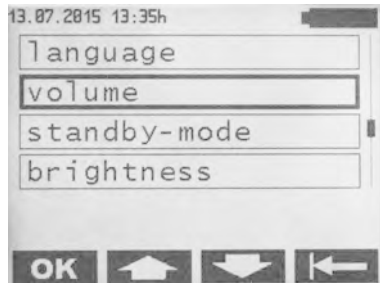 13.07.2015 13:35h
language
volume
standby-mode
brightness
OK